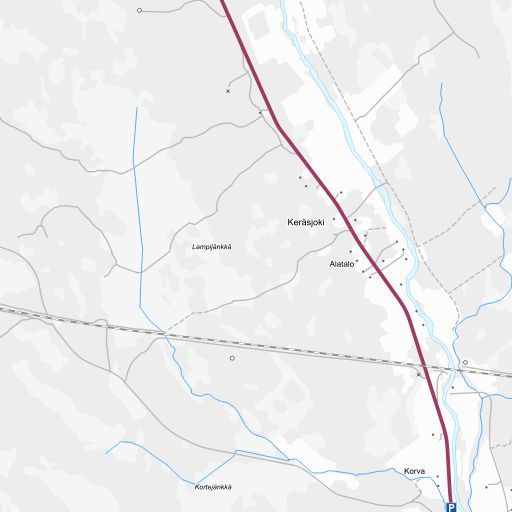 Keräsjoki
Lampijänkkä
Alatalo
Korva
Kortejänkkä
P